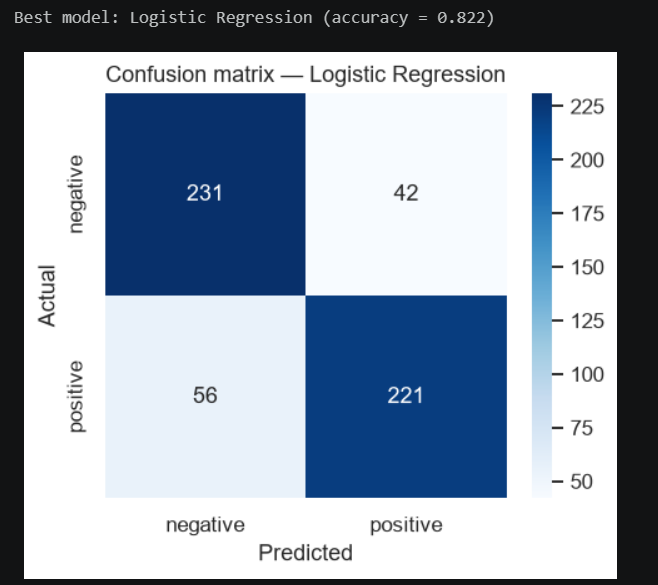 Best model: Logistic Regression (accuracy = 0.822)
Confusion matrix — Logistic Regression
Actual
negative
231
42
positive
56
221
negative
positive
Predicted
225
200
175
150
125
100
75
50